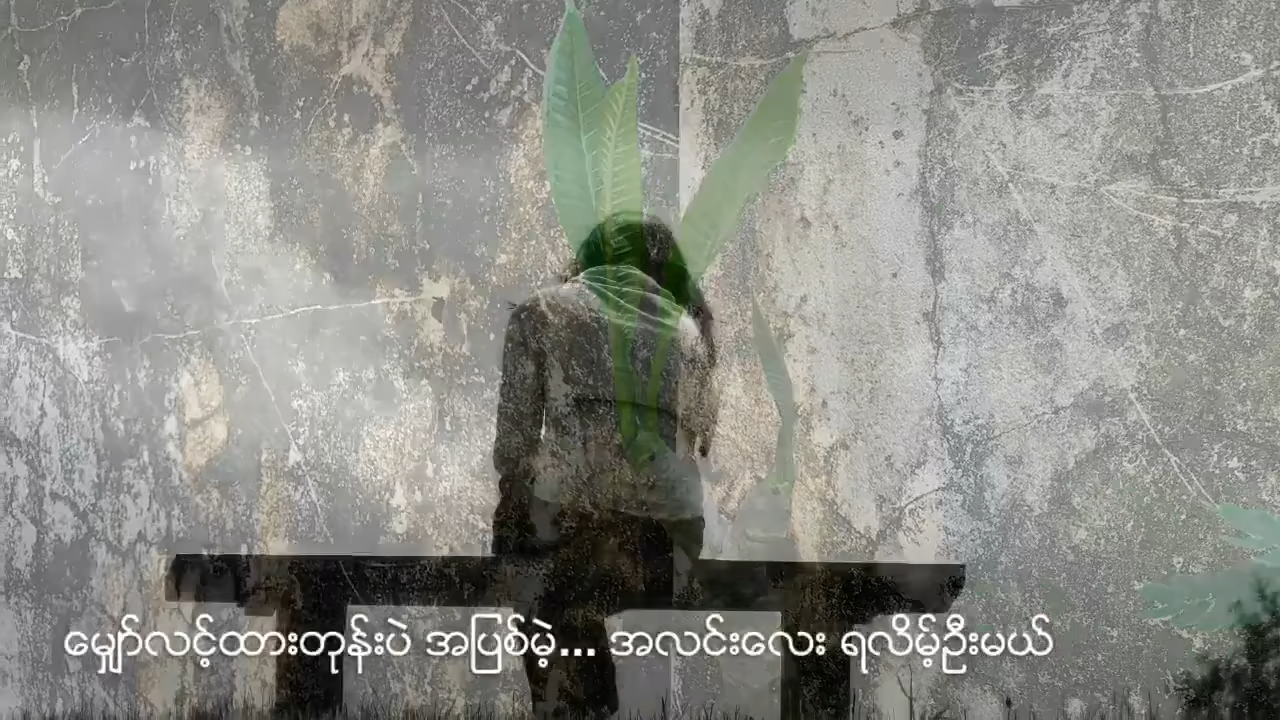 မျှော်လင့်ထားတုန်းပဲ အပြစ်မဲ့... အလင်းလေး ရလိမ့်ဦးမယ်